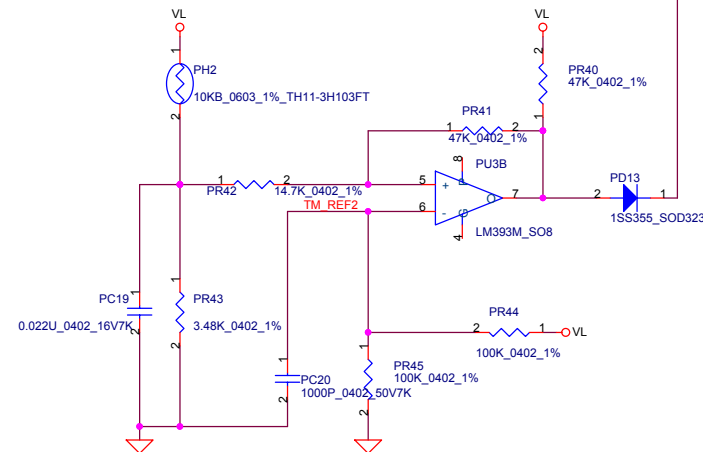 VL
VL
1
2
PH2
PR40
10KB_0603_1%_TH11-3H103FT
47K_0402_1%
2
1
PR41
1
2
47K_0402_1%
8
PU3B
PR42
1
2
14.7K_0402_1%
5
+
P
O
7
PD13
2
1
1SS355_SOD323
TM_REF2
6
-
G
4
LM393M_SO8
PC19
1
2
0.022U_0402_16V7K
PR43
1
2
3.48K_0402_1%
PR44
2
1
VL
100K_0402_1%
PC20
1
2
1000P_0402_50V7K
PR45
1
2
100K_0402_1%